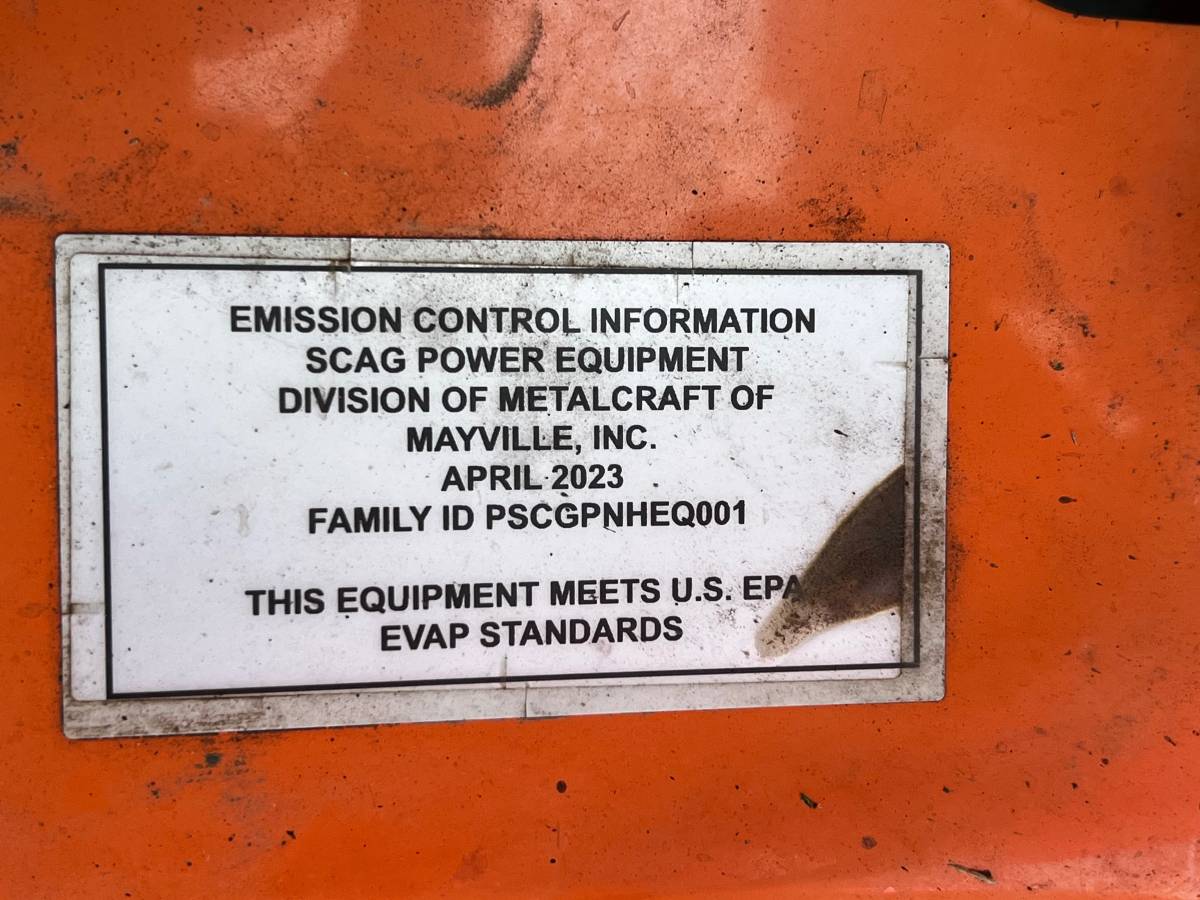 EMISSION CONTROL INFORMATION
SCAG POWER EQUIPMENT
DIVISION OF METALCRAFT OF
MAYVILLE, INC.
APRIL 2023
FAMILY ID PSCGPNHEQ001
THIS EQUIPMENT MEETS U.S. EPA
EVAP STANDARDS